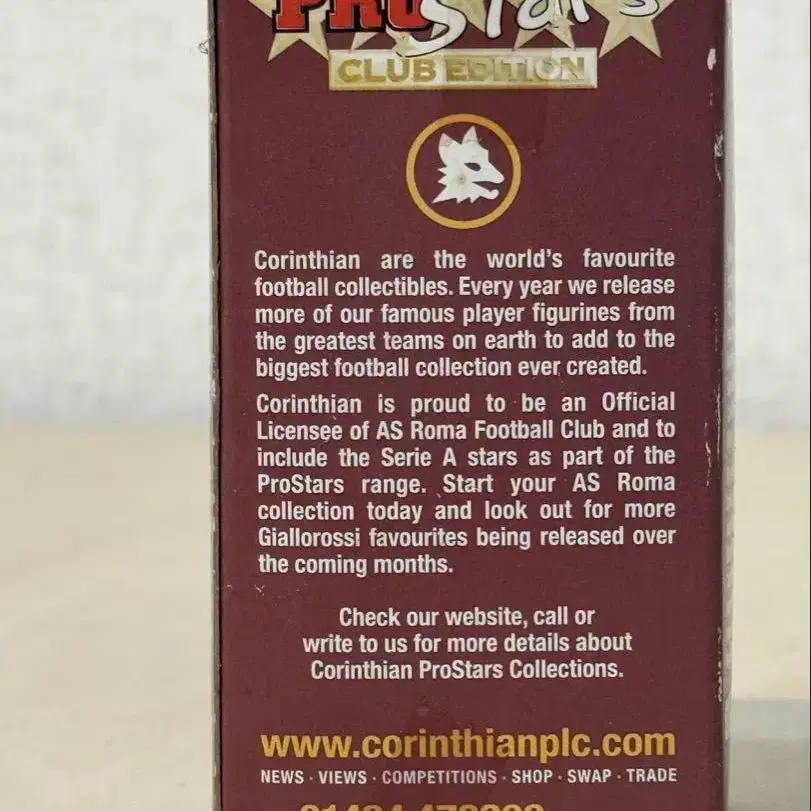 PROStars
CLUB EDITION
Corinthian are the world's favourite
football collectibles. Every year we release
more of our famous player figurines from
the greatest teams on earth to add to the
biggest football collection ever created.
Corinthian is proud to be an Official
Licensee of AS Roma Football Club and to
include the Serie A stars as part of the
ProStars range. Start your AS Roma
collection today and look out for more
Giallorossi favourites being released over
the coming months.
Check our website, call or
write to us for more details about
Corinthian ProStars Collections.
www.corinthianplc.com
NEWS · VIEWS · COMPETITIONS · SHOP · SWAP · TRADE